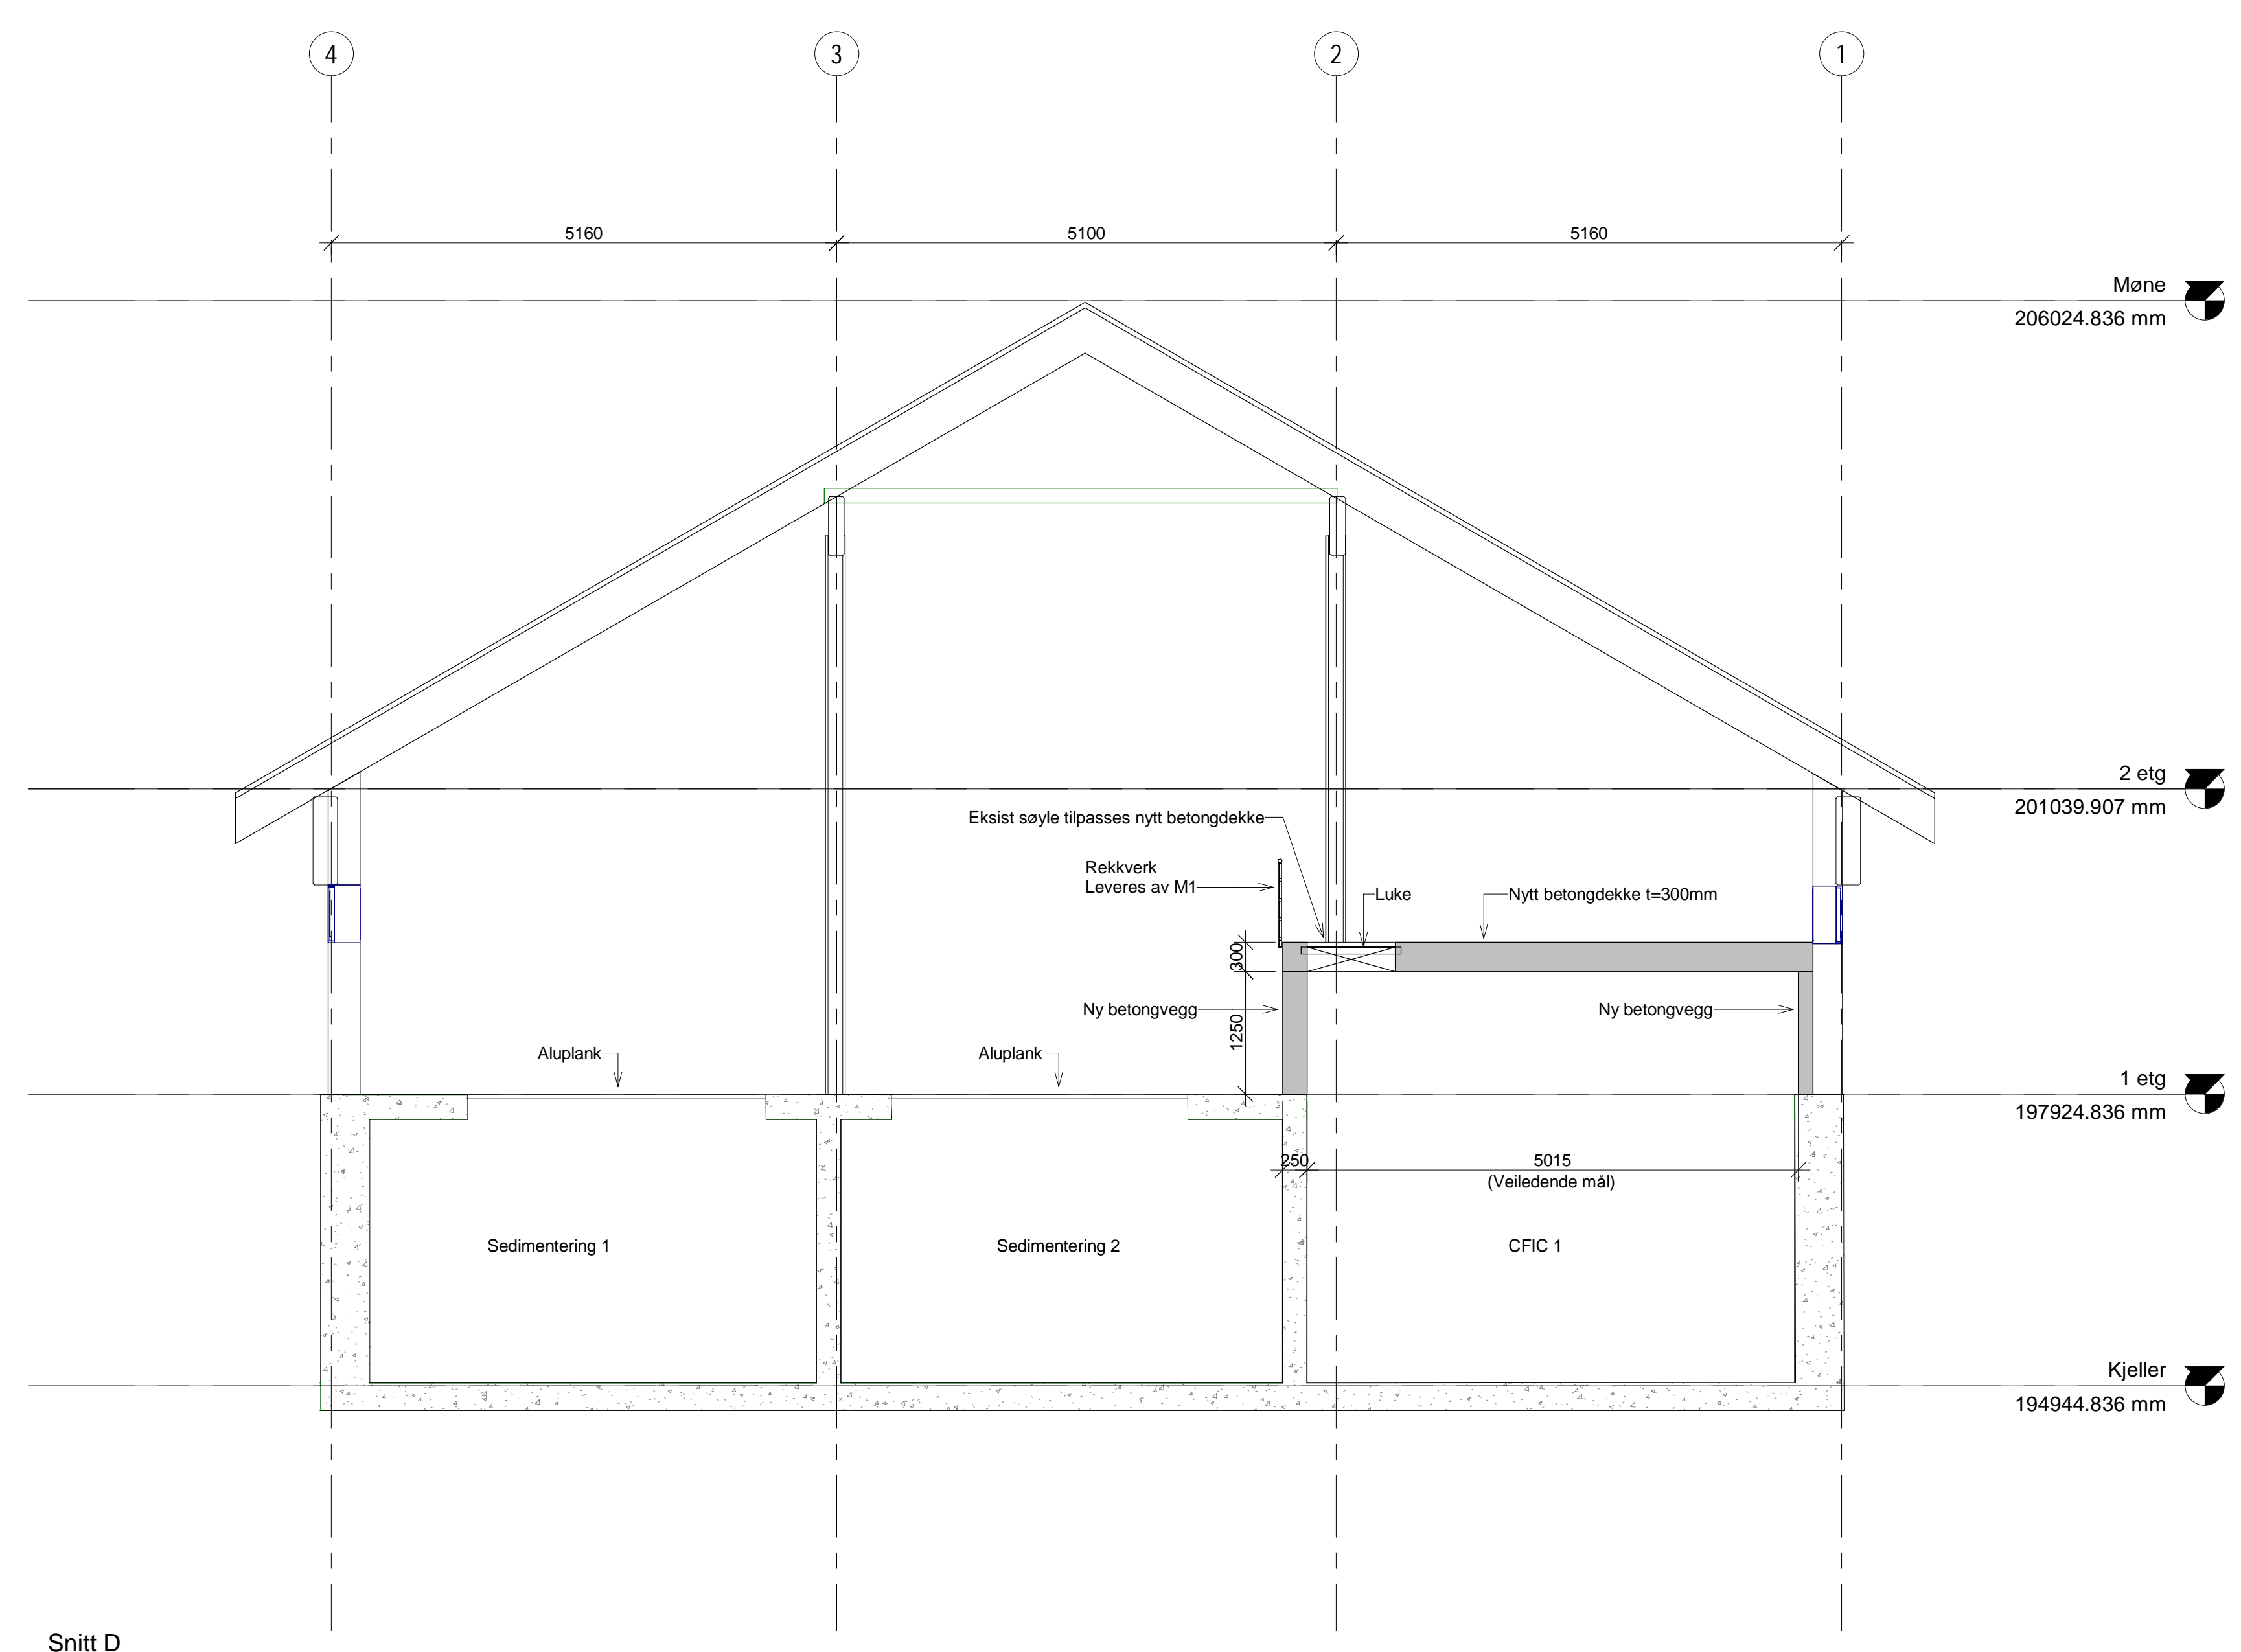 4
3
2
1
5160
5100
5160
Møne
206024.836 mm
2 etg
201039.907 mm
Eksist søyle tilpasses nytt betongdekke
Rekkverk
Leveres av M1
Luke
Nytt betongdekke t=300mm
300
Ny betongvegg
Ny betongvegg
1250
Aluplank
Aluplank
1 etg
197924.836 mm
250
5015
(Veiledende mål)
Sedimentering 1
Sedimentering 2
CFIC 1
Kjeller
194944.836 mm
Snitt D